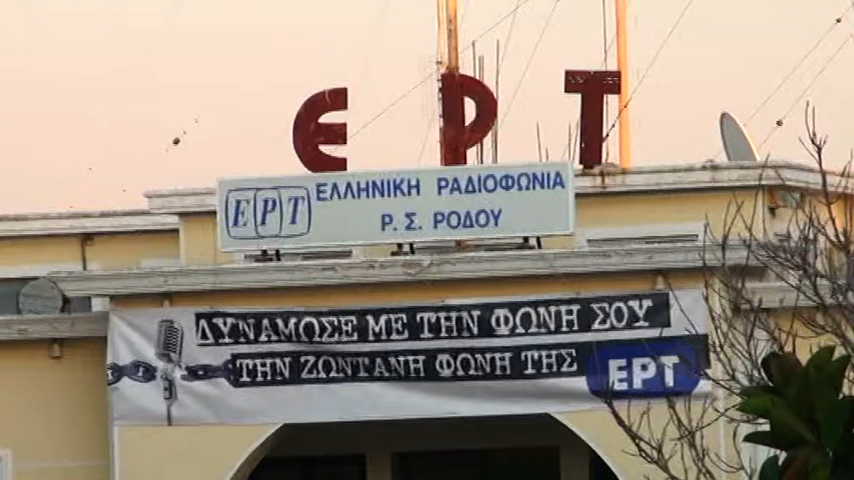 ΕΡΤ
ΕΡΤ ΕΛΛΗΝΙΚΗ ΡΑΔΙΟΦΩΝΙΑ
Ρ. Σ. ΡΟΔΟΥ
ΔΥΝΑΜΩΣΕ ΜΕ ΤΗΝ ΦΩΝΗ ΣΟΥ
ΤΗΝ ΖΩΝΤΑΝΗ ΦΩΝΗ ΤΗΣ ΕΡΤ